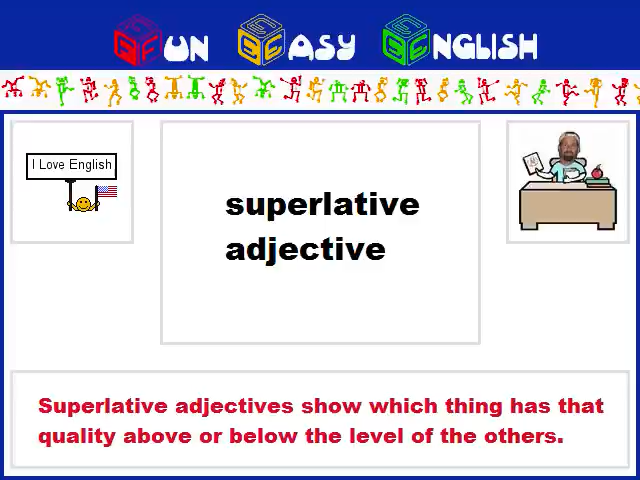 FUN EASY ENGLISH
I Love English
superlative
adjective
Superlative adjectives show which thing has that
quality above or below the level of the others.